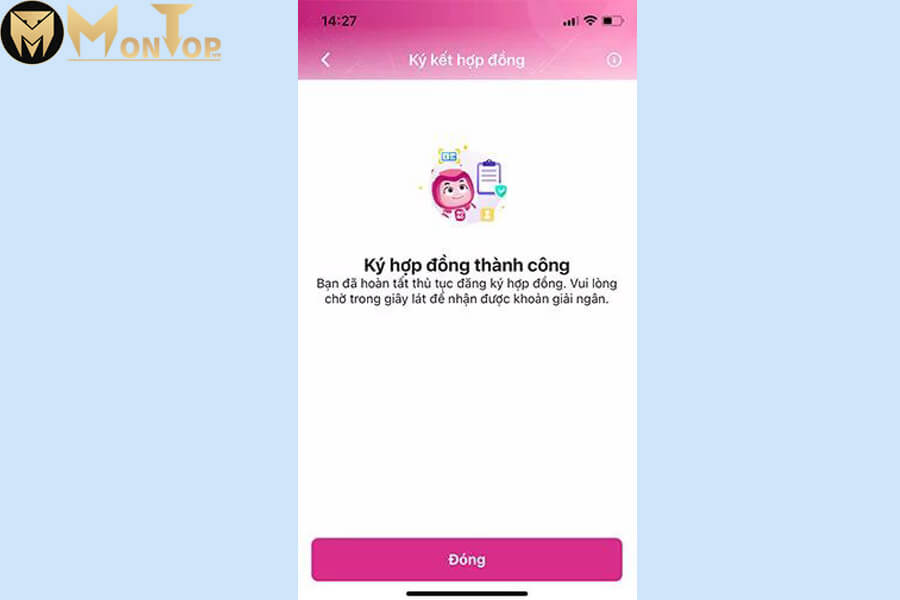 MonTop
14:27
Ký kết hợp đồng
Ký hợp đồng thành công
Bạn đã hoàn tất thủ tục đăng ký hợp đồng. Vui lòng
chờ trong giây lát để nhận được khoản giải ngân.
Đóng